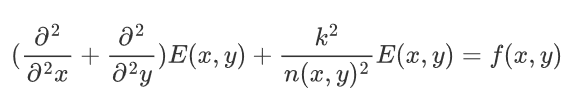 (∂²/∂²x + ∂²/∂²y)E(x, y) + k²/n(x, y)² E(x, y) = f(x, y)